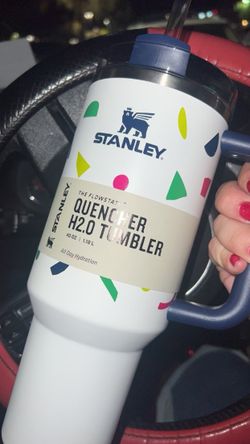 STANLEY
STANLEY
THE FLOWSTATE
QUENCHER
H2.0 TUMBLER
40 OZ | 1.18 L
All-Day Hydration